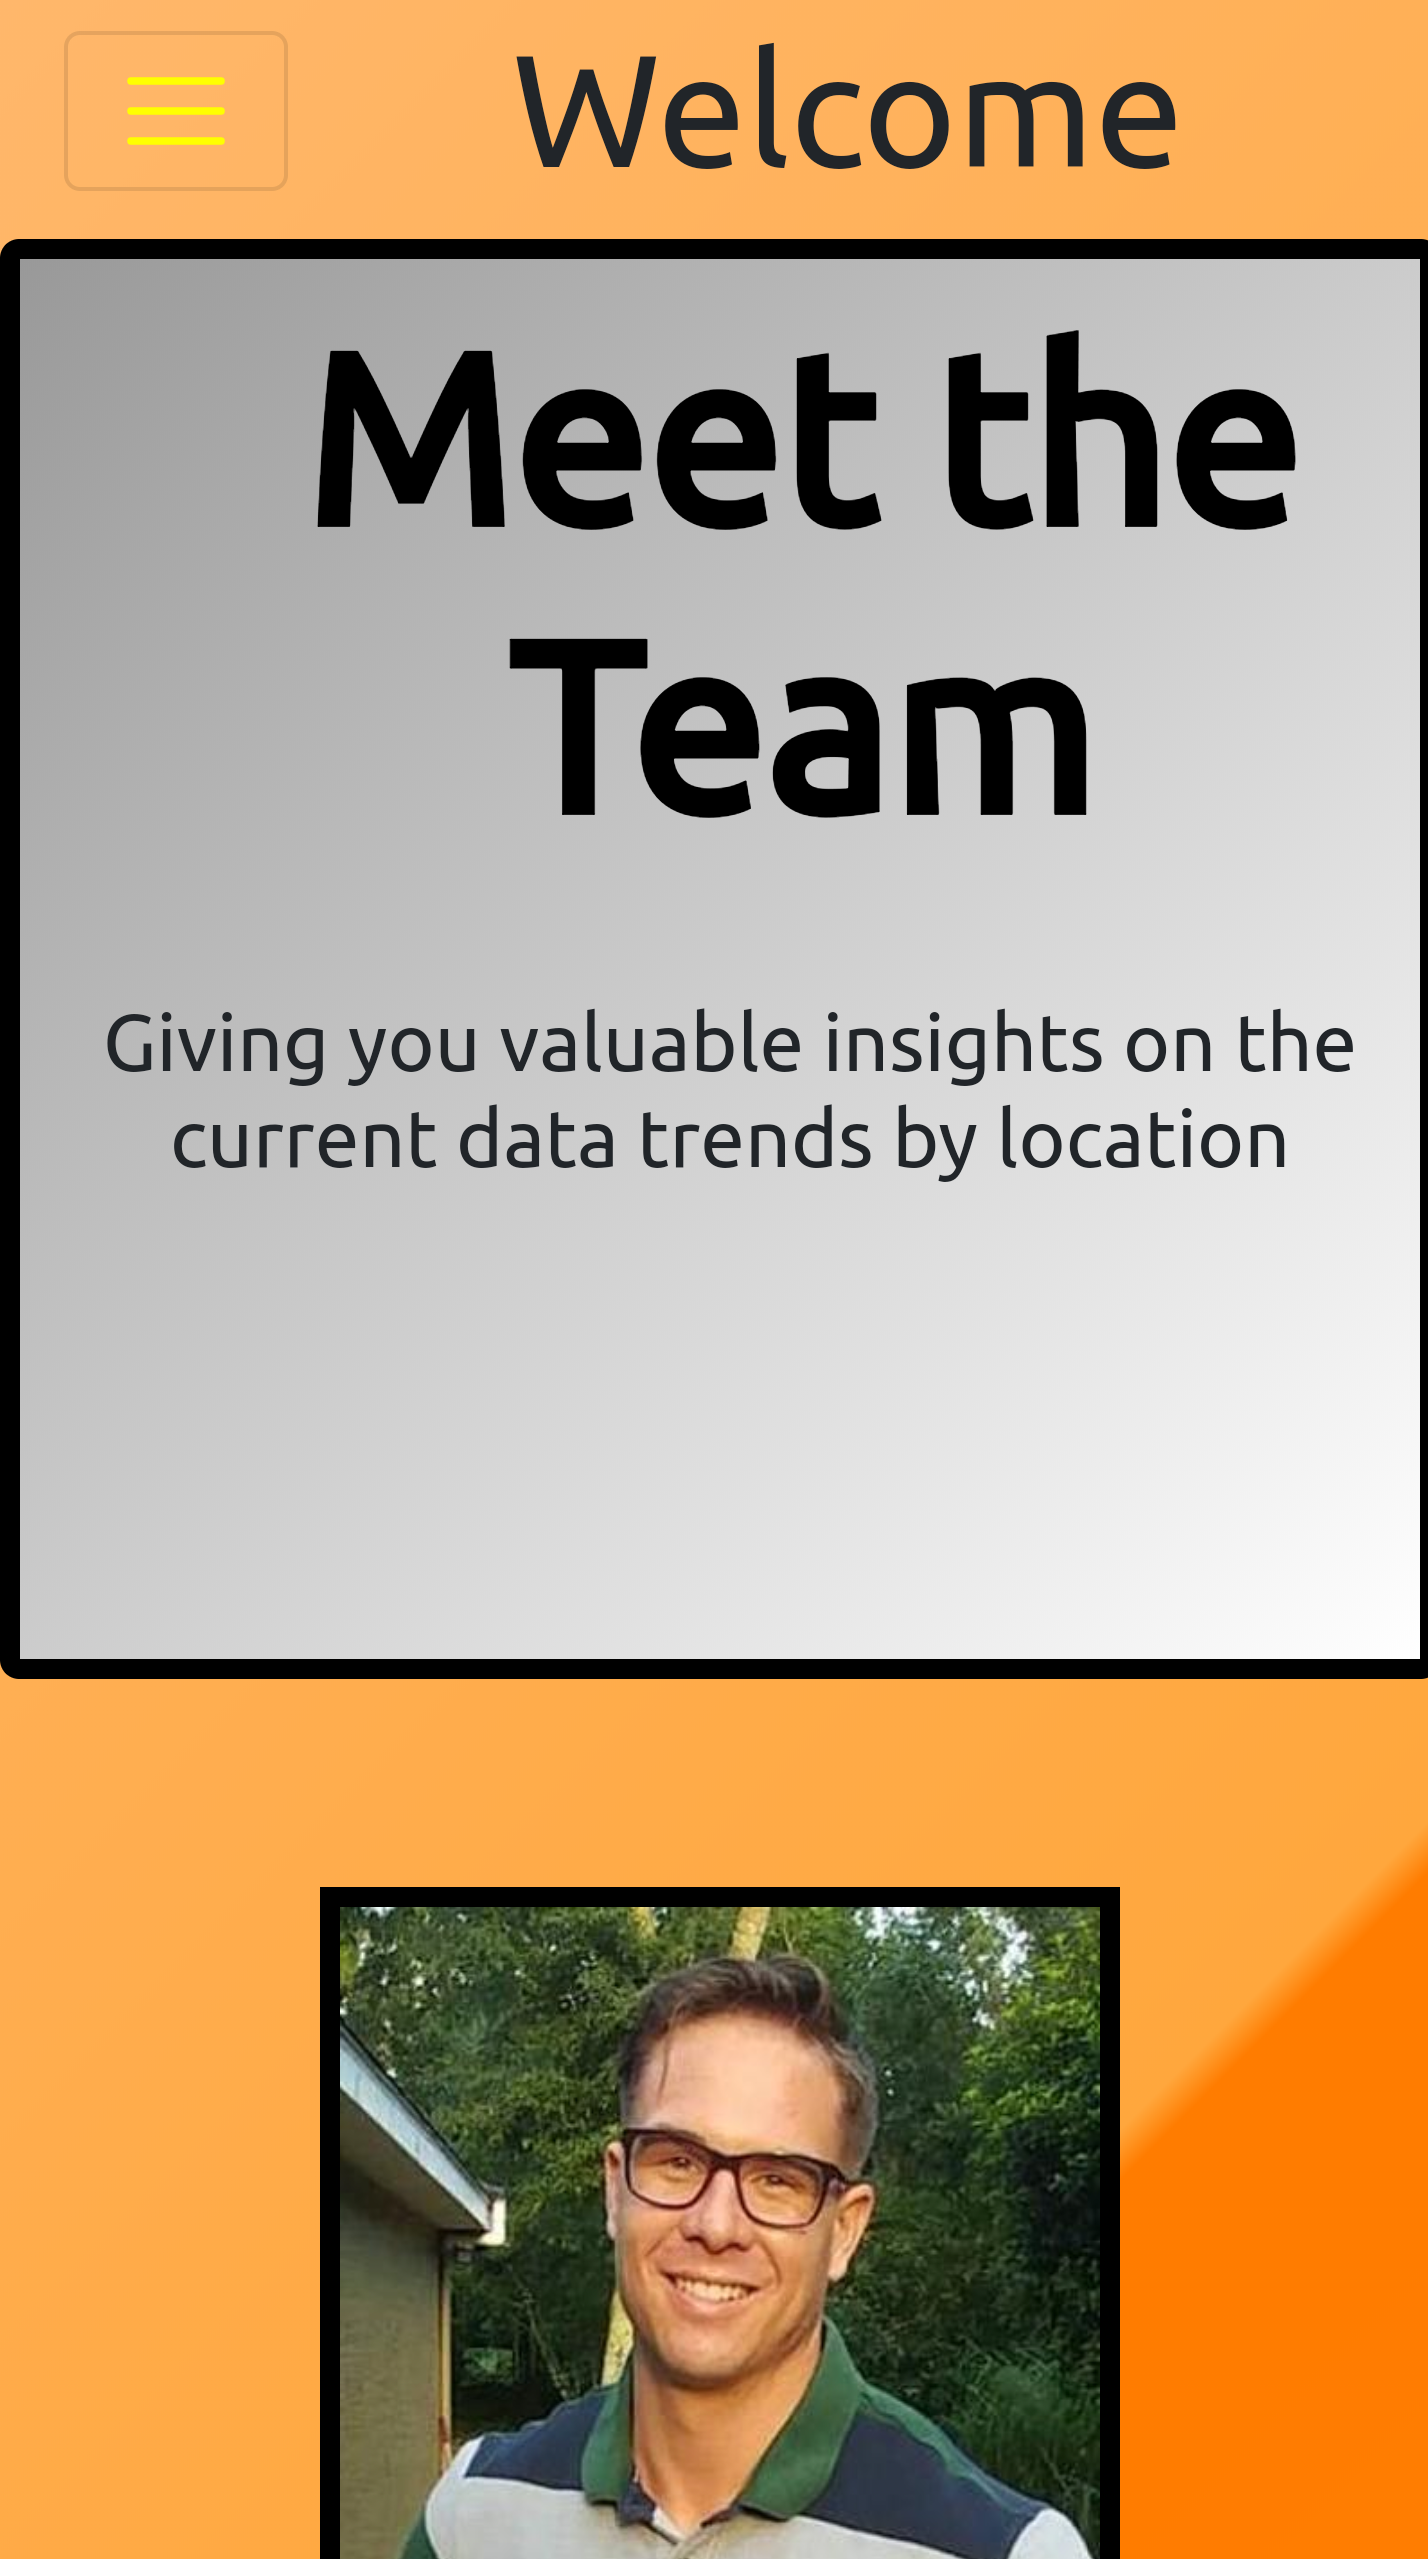 Welcome
Meet the
Team
Giving you valuable insights on the
current data trends by location